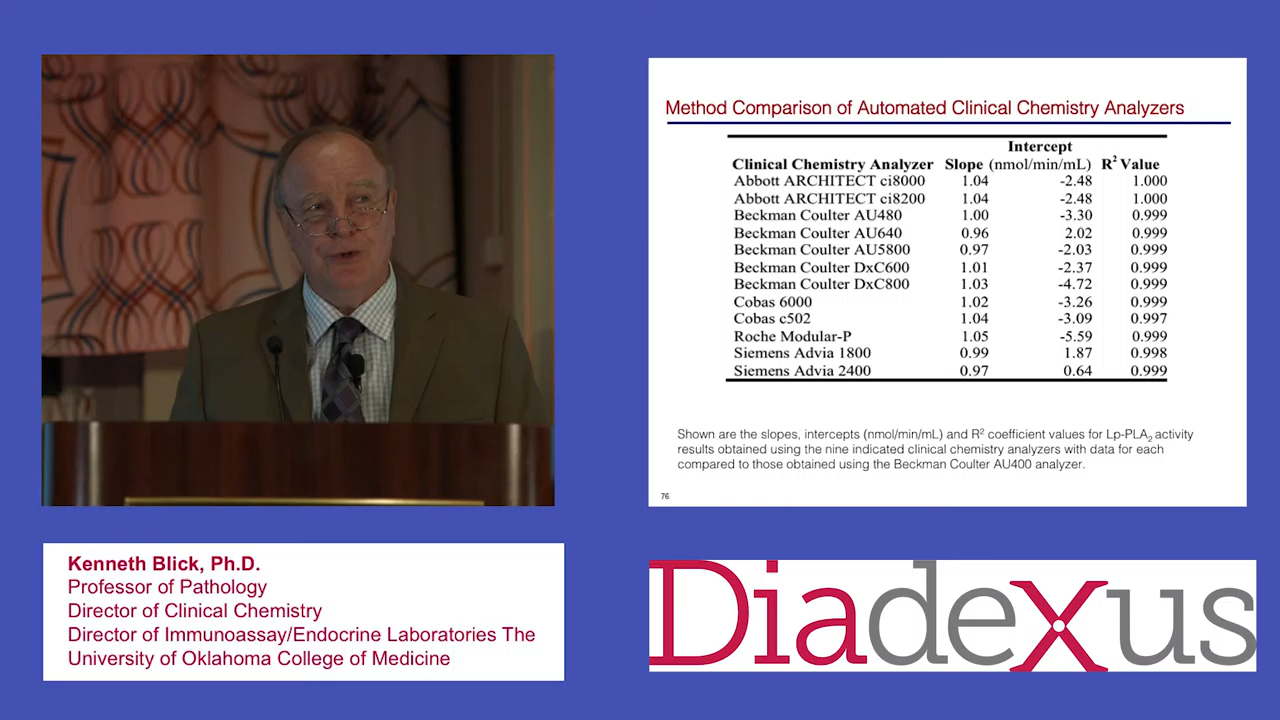 Method Comparison of Automated Clinical Chemistry Analyzers
Intercept
Clinical Chemistry Analyzer Slope (nmol/min/mL) R² Value
Abbott ARCHITECT ci8000 1.04 -2.48 1.000
Abbott ARCHITECT ci8200 1.04 -2.48 1.000
Beckman Coulter AU480 1.00 -3.30 0.999
Beckman Coulter AU640 0.96 2.02 0.999
Beckman Coulter AU5800 0.97 -2.03 0.999
Beckman Coulter DxC600 1.01 -2.37 0.999
Beckman Coulter DxC800 1.03 -4.72 0.999
Cobas 6000 1.02 -3.26 0.999
Cobas c502 1.04 -3.09 0.997
Roche Modular-P 1.05 -5.59 0.999
Siemens Advia 1800 0.99 1.87 0.998
Siemens Advia 2400 0.97 0.64 0.999
Shown are the slopes, intercepts (nmol/min/mL) and R² coefficient values for Lp-PLA₂ activity
results obtained using the nine indicated clinical chemistry analyzers with data for each
compared to those obtained using the Beckman Coulter AU400 analyzer.
76
Kenneth Blick, Ph.D.
Professor of Pathology
Director of Clinical Chemistry
Director of Immunoassay/Endocrine Laboratories The
University of Oklahoma College of Medicine
Diadexus